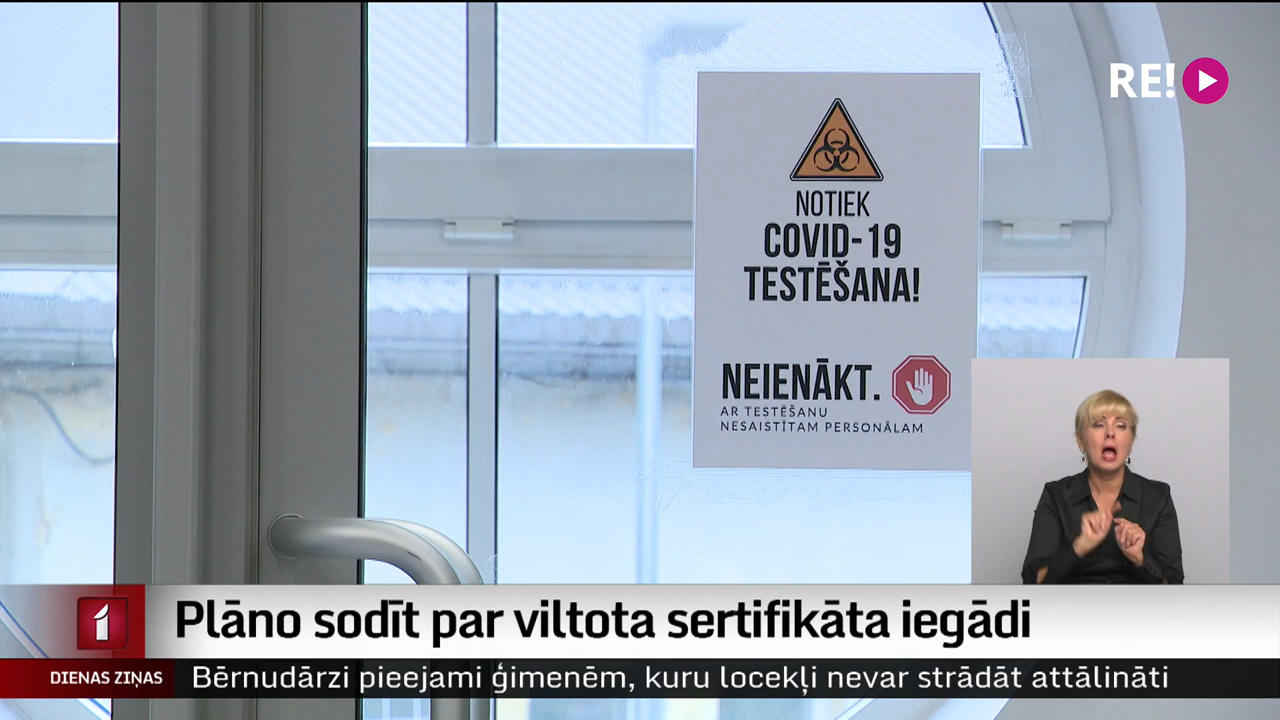 RE!
NOTIEK
COVID-19
TESTĒŠANA!
NEIENĀKT.
AR TESTĒŠANU
NESAISTĪTAM PERSONĀLAM
1
Plāno sodīt par viltota sertifikāta iegādi
DIENAS ZIŅAS
Bērnudārzi pieejami ģimenēm, kuru locekļi nevar strādāt attālināti